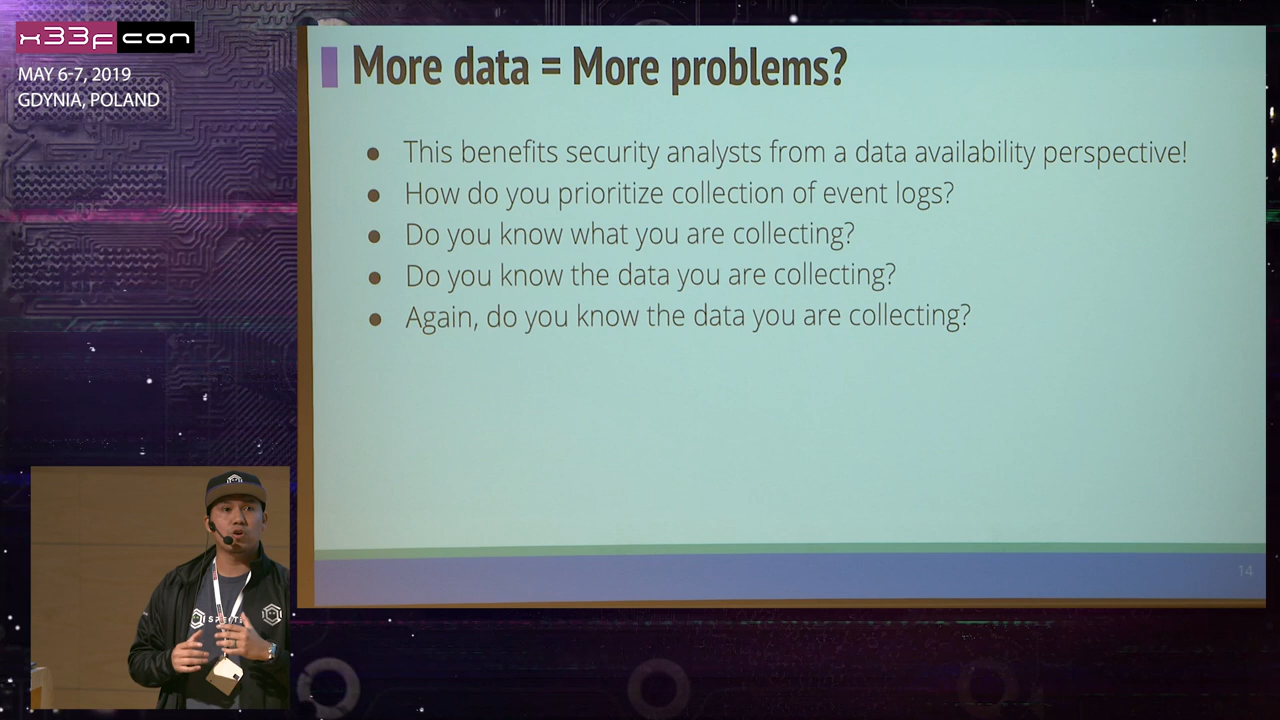 x33fcon
MAY 6-7, 2019
GDYNIA, POLAND
More data = More problems?
● This benefits security analysts from a data availability perspective!
● How do you prioritize collection of event logs?
● Do you know what you are collecting?
● Do you know the data you are collecting?
● Again, do you know the data you are collecting?
14